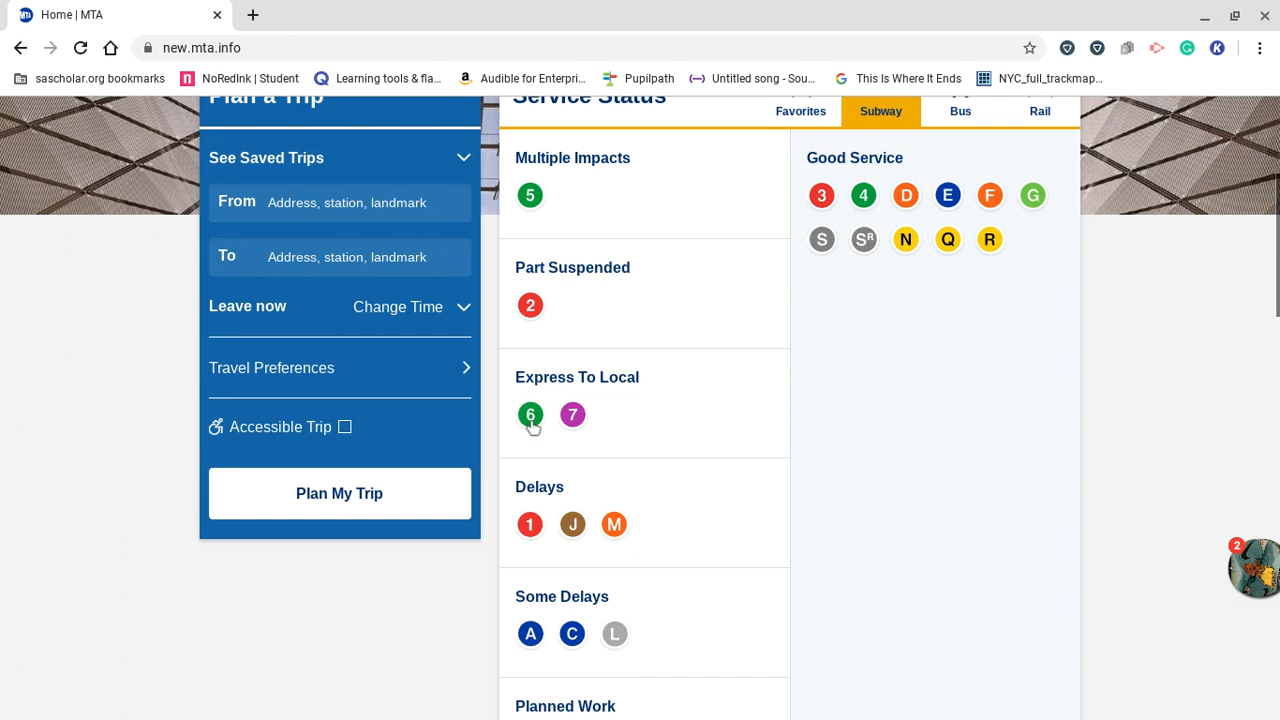 Home | MTA
new.mta.info
sascholar.org bookmarks
NoRedInk | Student
Learning tools & fla...
Audible for Enterpri...
Pupilpath
Untitled song - Sou...
This Is Where It Ends
NYC_full_trackmap...
Plan a Trip
See Saved Trips
From Address, station, landmark
To Address, station, landmark
Leave now Change Time
Travel Preferences
Accessible Trip
Plan My Trip
Service Status
Favorites
Subway
Bus
Rail
Multiple Impacts
5
Part Suspended
2
Express To Local
6 7
Delays
1 J M
Some Delays
A C L
Planned Work
Good Service
3 4 D E F G
S SR N Q R
2